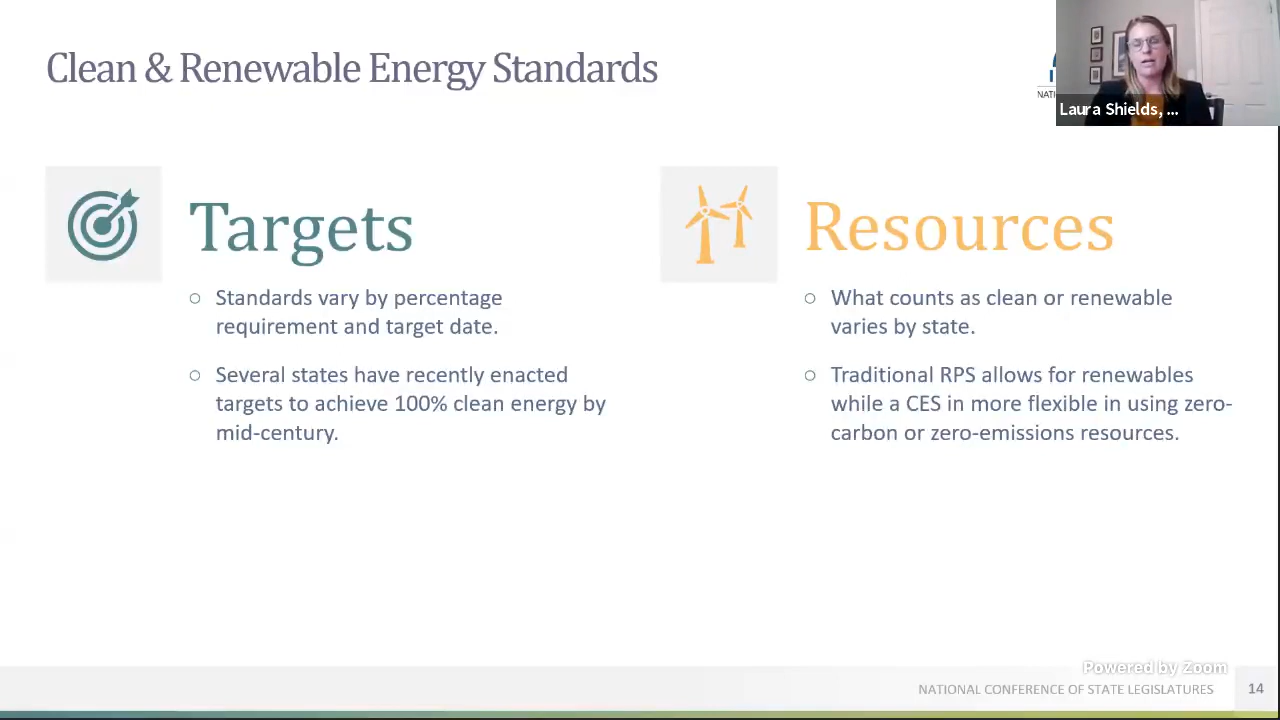 Clean & Renewable Energy Standards
NATI
Laura Shields, ...
Targets
○ Standards vary by percentage
requirement and target date.
○ Several states have recently enacted
targets to achieve 100% clean energy by
mid-century.
Resources
○ What counts as clean or renewable
varies by state.
○ Traditional RPS allows for renewables
while a CES in more flexible in using zero-
carbon or zero-emissions resources.
Powered by Zoom
NATIONAL CONFERENCE OF STATE LEGISLATURES
14